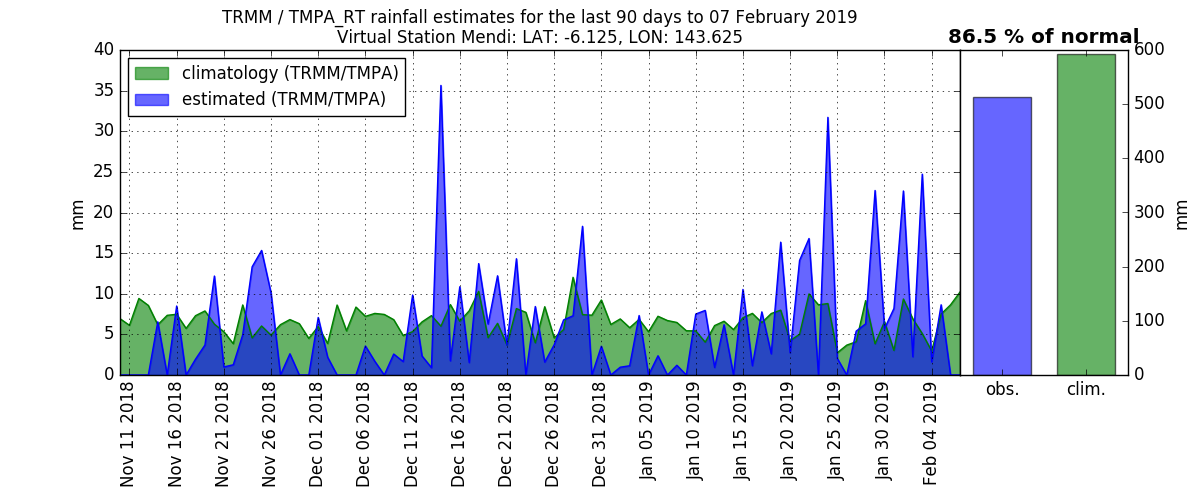 TRMM / TMPA_RT rainfall estimates for the last 90 days to 07 February 2019
Virtual Station Mendi: LAT: -6.125, LON: 143.625
86.5 % of normal
climatology (TRMM/TMPA)
estimated (TRMM/TMPA)
40
35
30
25
20
15
10
5
0
mm
Nov 11 2018
Nov 16 2018
Nov 21 2018
Nov 26 2018
Dec 01 2018
Dec 06 2018
Dec 11 2018
Dec 16 2018
Dec 21 2018
Dec 26 2018
Dec 31 2018
Jan 05 2019
Jan 10 2019
Jan 15 2019
Jan 20 2019
Jan 25 2019
Jan 30 2019
Feb 04 2019
obs.
clim.
600
500
400
300
200
100
0
mm